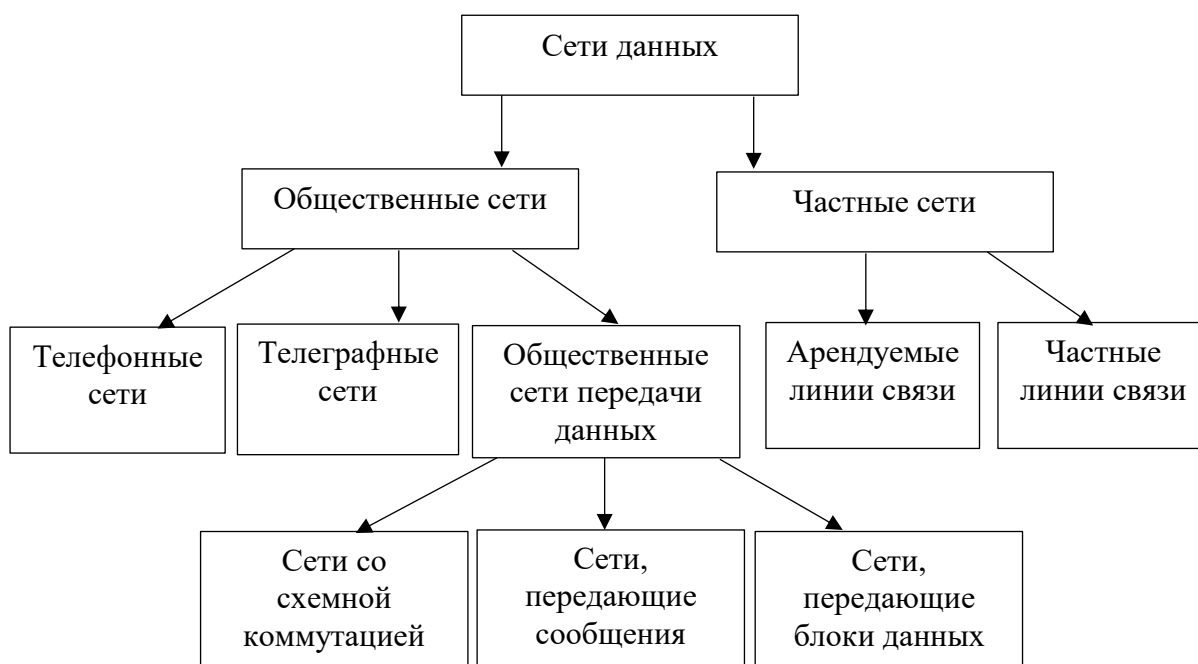 Сети данных
Общественные сети
Частные сети
Телефонные
сети
Телеграфные
сети
Общественные
сети передачи
данных
Арендуемые
линии связи
Частные
линии связи
Сети со
схемной
коммутацией
Сети,
передающие
сообщения
Сети,
передающие
блоки данных